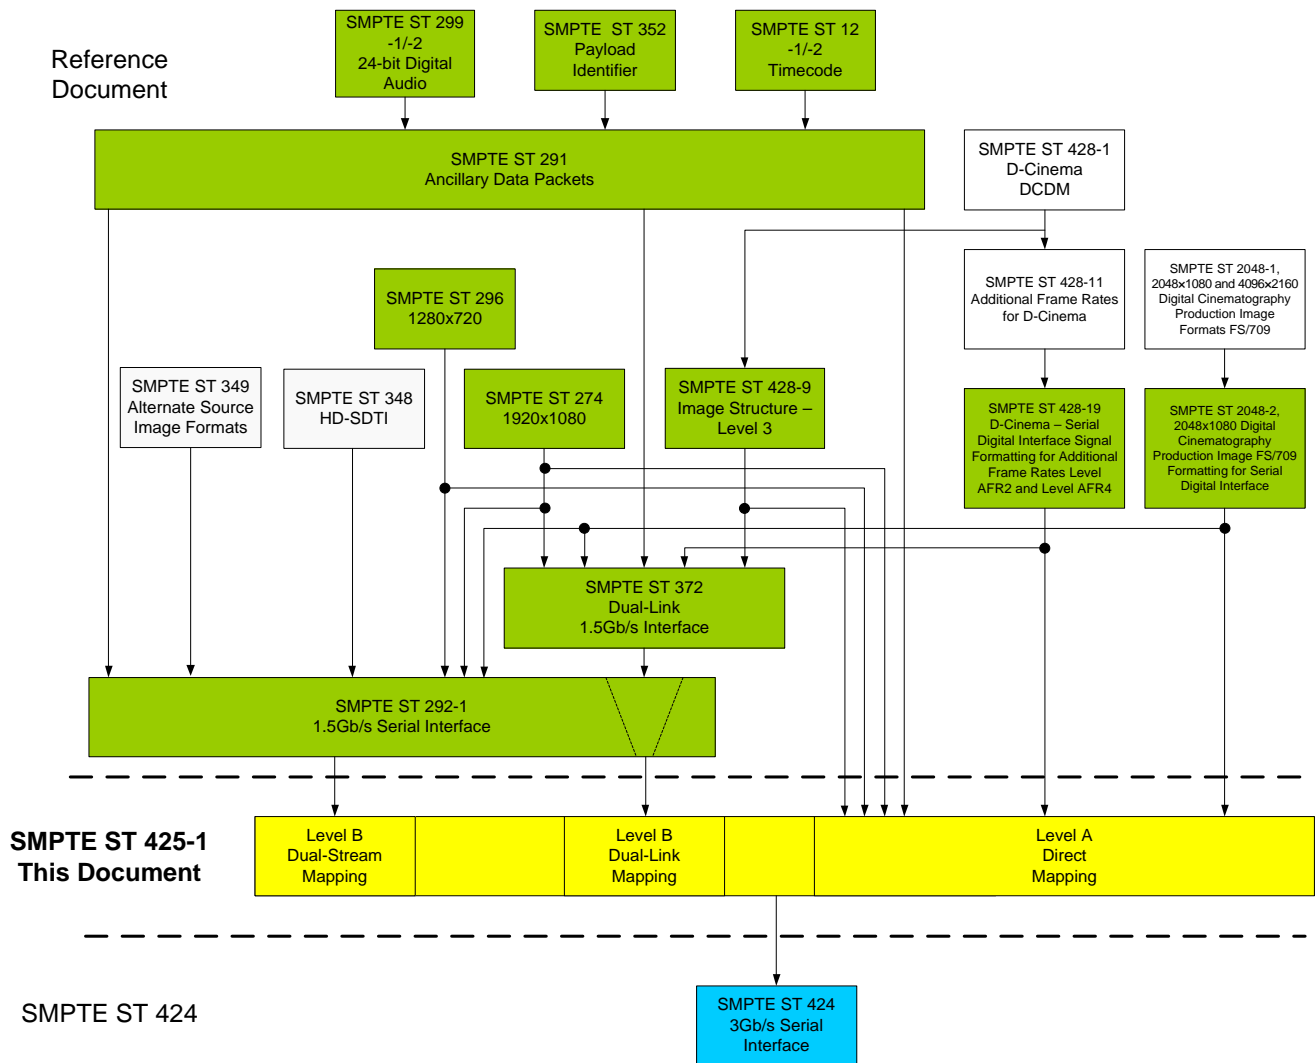 Reference
Document
SMPTE ST 299
-1/-2
24-bit Digital
Audio
SMPTE ST 352
Payload
Identifier
SMPTE ST 12
-1/-2
Timecode
SMPTE ST 291
Ancillary Data Packets
SMPTE ST 428-1
D-Cinema
DCDM
SMPTE ST 296
1280x720
SMPTE ST 428-11
Additional Frame Rates
for D-Cinema
SMPTE ST 2048-1,
2048×1080 and 4096×2160
Digital Cinematography
Production Image
Formats FS/709
SMPTE ST 349
Alternate Source
Image Formats
SMPTE ST 348
HD-SDTI
SMPTE ST 274
1920x1080
SMPTE ST 428-9
Image Structure –
Level 3
SMPTE ST 428-19
D-Cinema – Serial
Digital Interface Signal
Formatting for Additional
Frame Rates Level
AFR2 and Level AFR4
SMPTE ST 2048-2,
2048x1080 Digital
Cinematography
Production Image FS/709
Formatting for Serial
Digital Interface
SMPTE ST 372
Dual-Link
1.5Gb/s Interface
SMPTE ST 292-1
1.5Gb/s Serial Interface
SMPTE ST 425-1
This Document
Level B
Dual-Stream
Mapping
Level B
Dual-Link
Mapping
Level A
Direct
Mapping
SMPTE ST 424
SMPTE ST 424
3Gb/s Serial
Interface